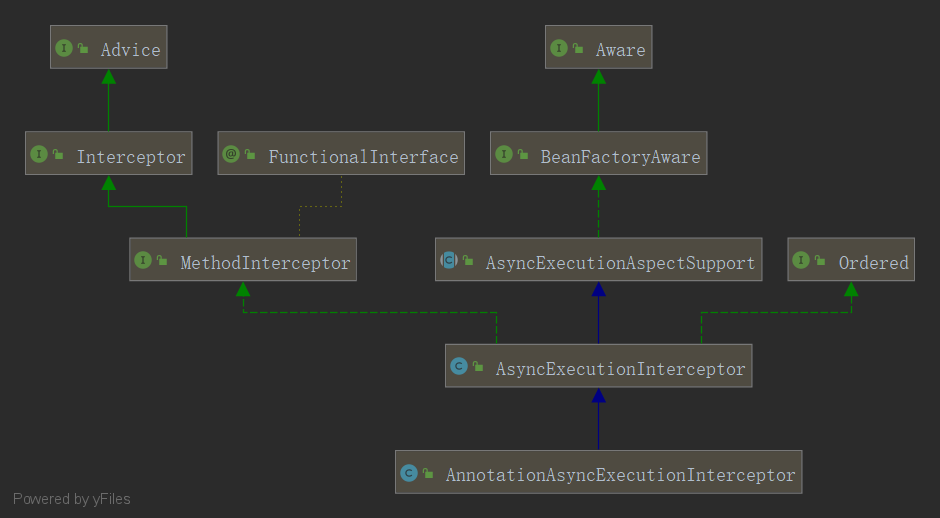 Advice
Aware
Interceptor
FunctionalInterface
BeanFactoryAware
MethodInterceptor
AsyncExecutionAspectSupport
Ordered
AsyncExecutionInterceptor
AnnotationAsyncExecutionInterceptor
Powered by yFiles